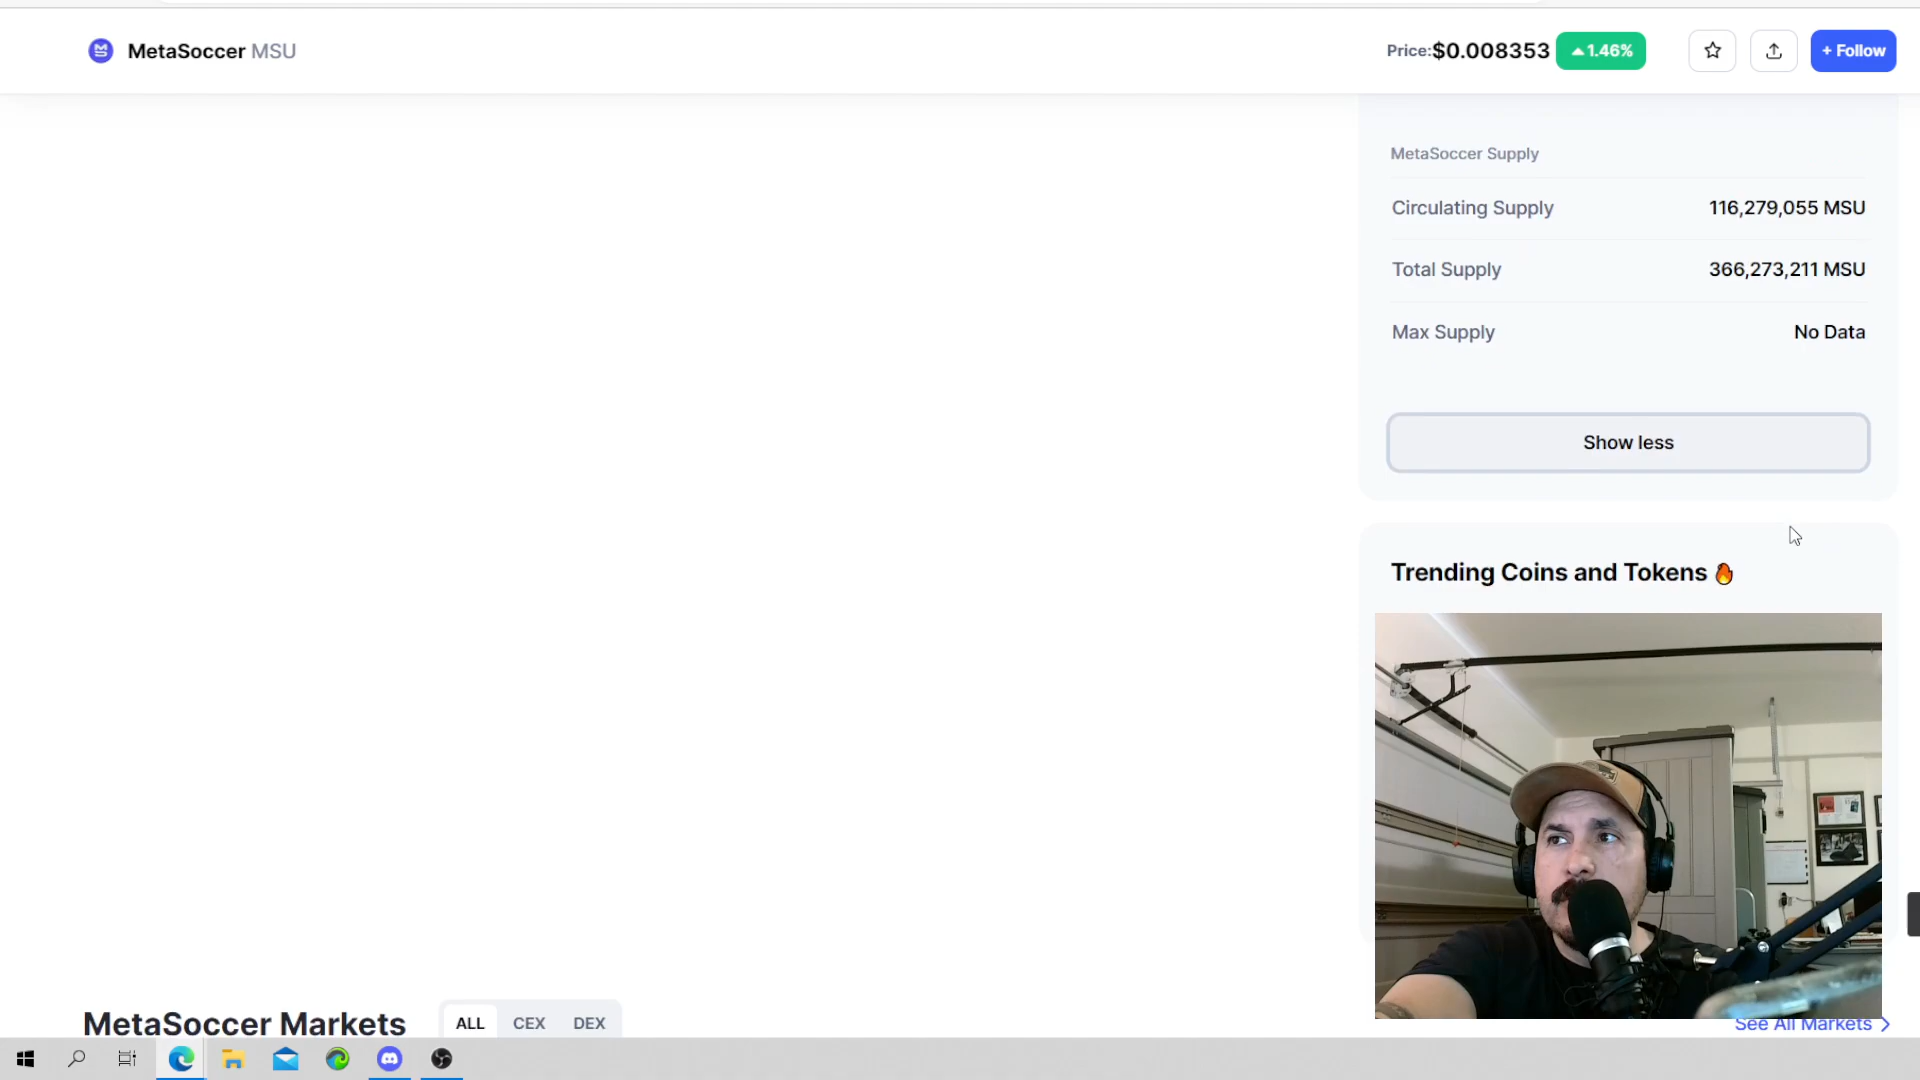 MetaSoccer MSU
Price:$0.008353 1.46%
+ Follow
MetaSoccer Supply
Circulating Supply 116,279,055 MSU
Total Supply 366,273,211 MSU
Max Supply No Data
Show less
Trending Coins and Tokens 🔥
MetaSoccer Markets ALL CEX DEX
See All Markets